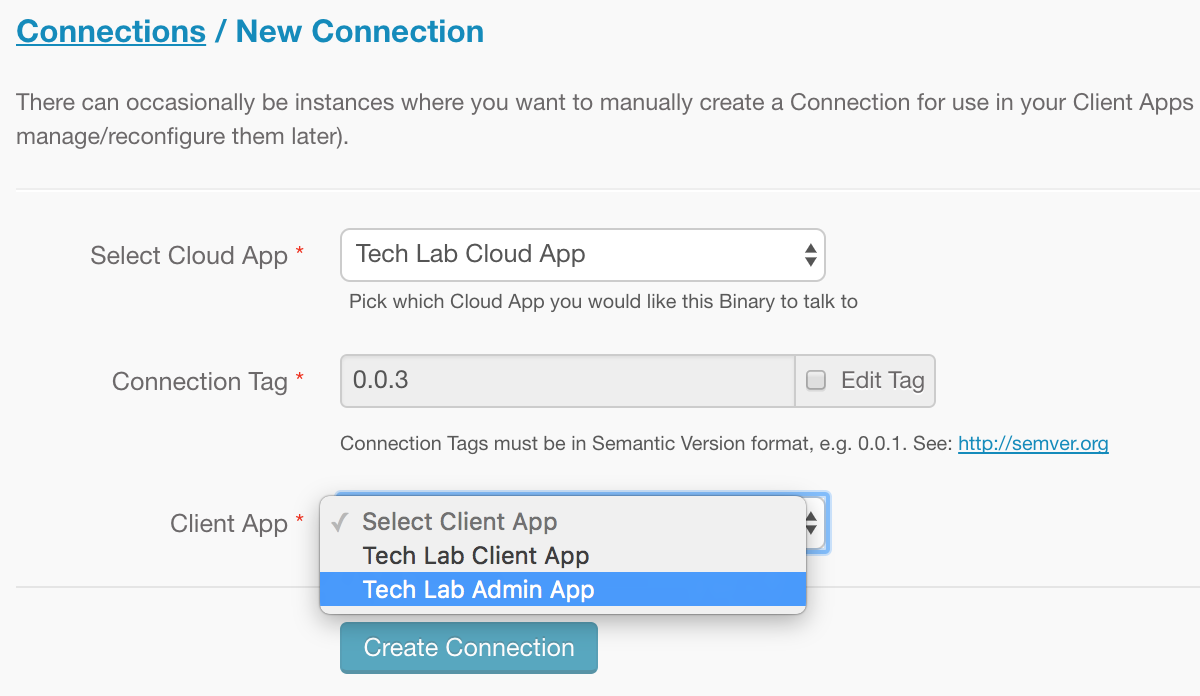 Connections / New Connection
There can occasionally be instances where you want to manually create a Connection for use in your Client Apps
manage/reconfigure them later).
Select Cloud App *
Tech Lab Cloud App
Pick which Cloud App you would like this Binary to talk to
Connection Tag *
0.0.3
Edit Tag
Connection Tags must be in Semantic Version format, e.g. 0.0.1. See: http://semver.org
Client App *
✓ Select Client App
Tech Lab Client App
Tech Lab Admin App
Create Connection